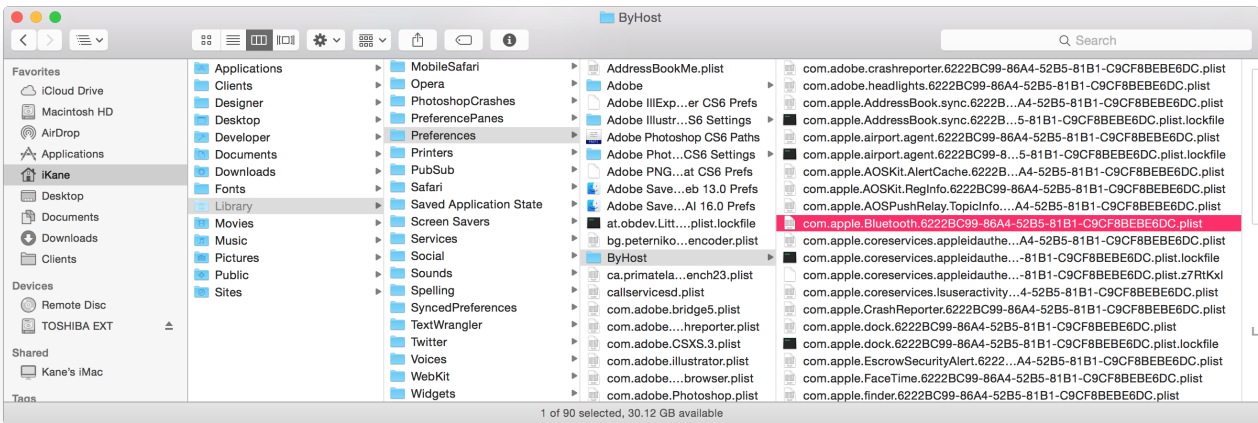 ByHost
Search
Favorites
iCloud Drive
Macintosh HD
AirDrop
Applications
iKane
Desktop
Documents
Downloads
Clients
Devices
Remote Disc
TOSHIBA EXT
Shared
Kane's iMac
Tags
Applications
Clients
Designer
Desktop
Developer
Documents
Downloads
Fonts
Library
Movies
Music
Pictures
Public
Sites
MobileSafari
Opera
PhotoshopCrashes
PreferencePanes
Preferences
Printers
PubSub
Safari
Saved Application State
Screen Savers
Services
Social
Sounds
Spelling
SyncedPreferences
TextWrangler
Twitter
Voices
WebKit
Widgets
AddressBookMe.plist
Adobe
Adobe IllExp...er CS6 Prefs
Adobe Illustr...S6 Settings
Adobe Photoshop CS6 Paths
Adobe Phot...CS6 Settings
Adobe PNG...at CS6 Prefs
Adobe Save...eb 13.0 Prefs
Adobe Save...AI 16.0 Prefs
at.obdev.Litt....plist.lockfile
bg.peterniko...encoder.plist
ByHost
ca.primatela...ench23.plist
callservicesd.plist
com.adobe.bridge5.plist
com.adobe....hreporter.plist
com.adobe.CSXS.3.plist
com.adobe.illustrator.plist
com.adobe....browser.plist
com.adobe.Photoshop.plist
com.adobe.crashreporter.6222BC99-86A4-52B5-81B1-C9CF8BEBE6DC.plist
com.adobe.headlights.6222BC99-86A4-52B5-81B1-C9CF8BEBE6DC.plist
com.apple.AddressBook.sync.6222B...A4-52B5-81B1-C9CF8BEBE6DC.plist
com.apple.AddressBook.sync.6222B...5-81B1-C9CF8BEBE6DC.plist.lockfile
com.apple.airport.agent.6222BC99-86A4-52B5-81B1-C9CF8BEBE6DC.plist
com.apple.airport.agent.6222BC99-8...5-81B1-C9CF8BEBE6DC.plist.lockfile
com.apple.AOSKit.AlertCache.6222BC99-86A4-52B5-81B1-C9CF8BEBE6DC.plist
com.apple.AOSKit.RegInfo.6222BC99-86A4-52B5-81B1-C9CF8BEBE6DC.plist
com.apple.AOSPushRelay.TopicInfo....A4-52B5-81B1-C9CF8BEBE6DC.plist
com.apple.Bluetooth.6222BC99-86A4-52B5-81B1-C9CF8BEBE6DC.plist
com.apple.coreservices.appleidauthe...A4-52B5-81B1-C9CF8BEBE6DC.plist
com.apple.coreservices.appleidauthe...-81B1-C9CF8BEBE6DC.plist.lockfile
com.apple.coreservices.appleidauthe...-81B1-C9CF8BEBE6DC.plist.z7RtKxl
com.apple.coreservices.lsuseractivity...4-52B5-81B1-C9CF8BEBE6DC.plist
com.apple.CrashReporter.6222BC99-86A4-52B5-81B1-C9CF8BEBE6DC.plist
com.apple.dock.6222BC99-86A4-52B5-81B1-C9CF8BEBE6DC.plist
com.apple.dock.6222BC99-86A4-52B5-81B1-C9CF8BEBE6DC.plist.lockfile
com.apple.EscrowSecurityAlert.6222...A4-52B5-81B1-C9CF8BEBE6DC.plist
com.apple.FaceTime.6222BC99-86A4-52B5-81B1-C9CF8BEBE6DC.plist
com.apple.finder.6222BC99-86A4-52B5-81B1-C9CF8BEBE6DC.plist
1 of 90 selected, 30.12 GB available